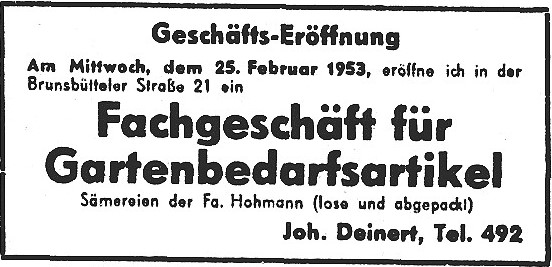 Geschäfts-Eröffnung
Am Mittwoch, dem 25. Februar 1953, eröffne ich in der
Brunsbütteler Straße 21 ein
Fachgeschäft für
Gartenbedarfsartikel
Sämereien der Fa. Hohmann (lose und abgepackt)
Joh. Deinert, Tel. 492